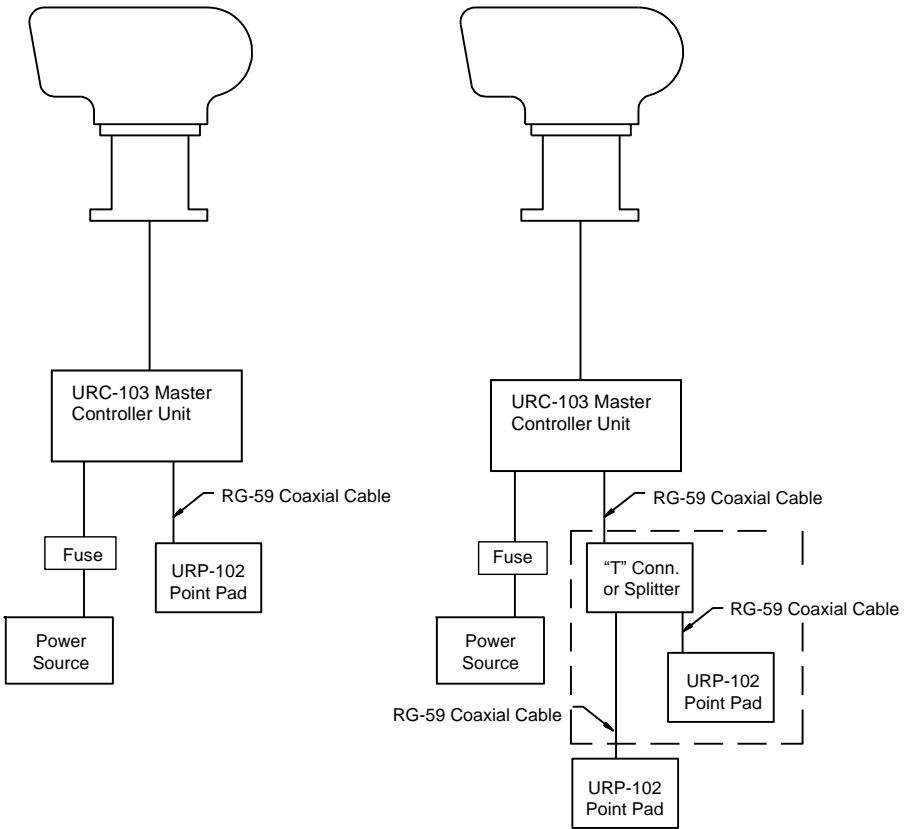 URC-103 Master
Controller Unit
RG-59 Coaxial Cable
Fuse
URP-102
Point Pad
Power
Source
URC-103 Master
Controller Unit
RG-59 Coaxial Cable
Fuse
“T” Conn.
or Splitter
RG-59 Coaxial Cable
Power
Source
URP-102
Point Pad
RG-59 Coaxial Cable
URP-102
Point Pad